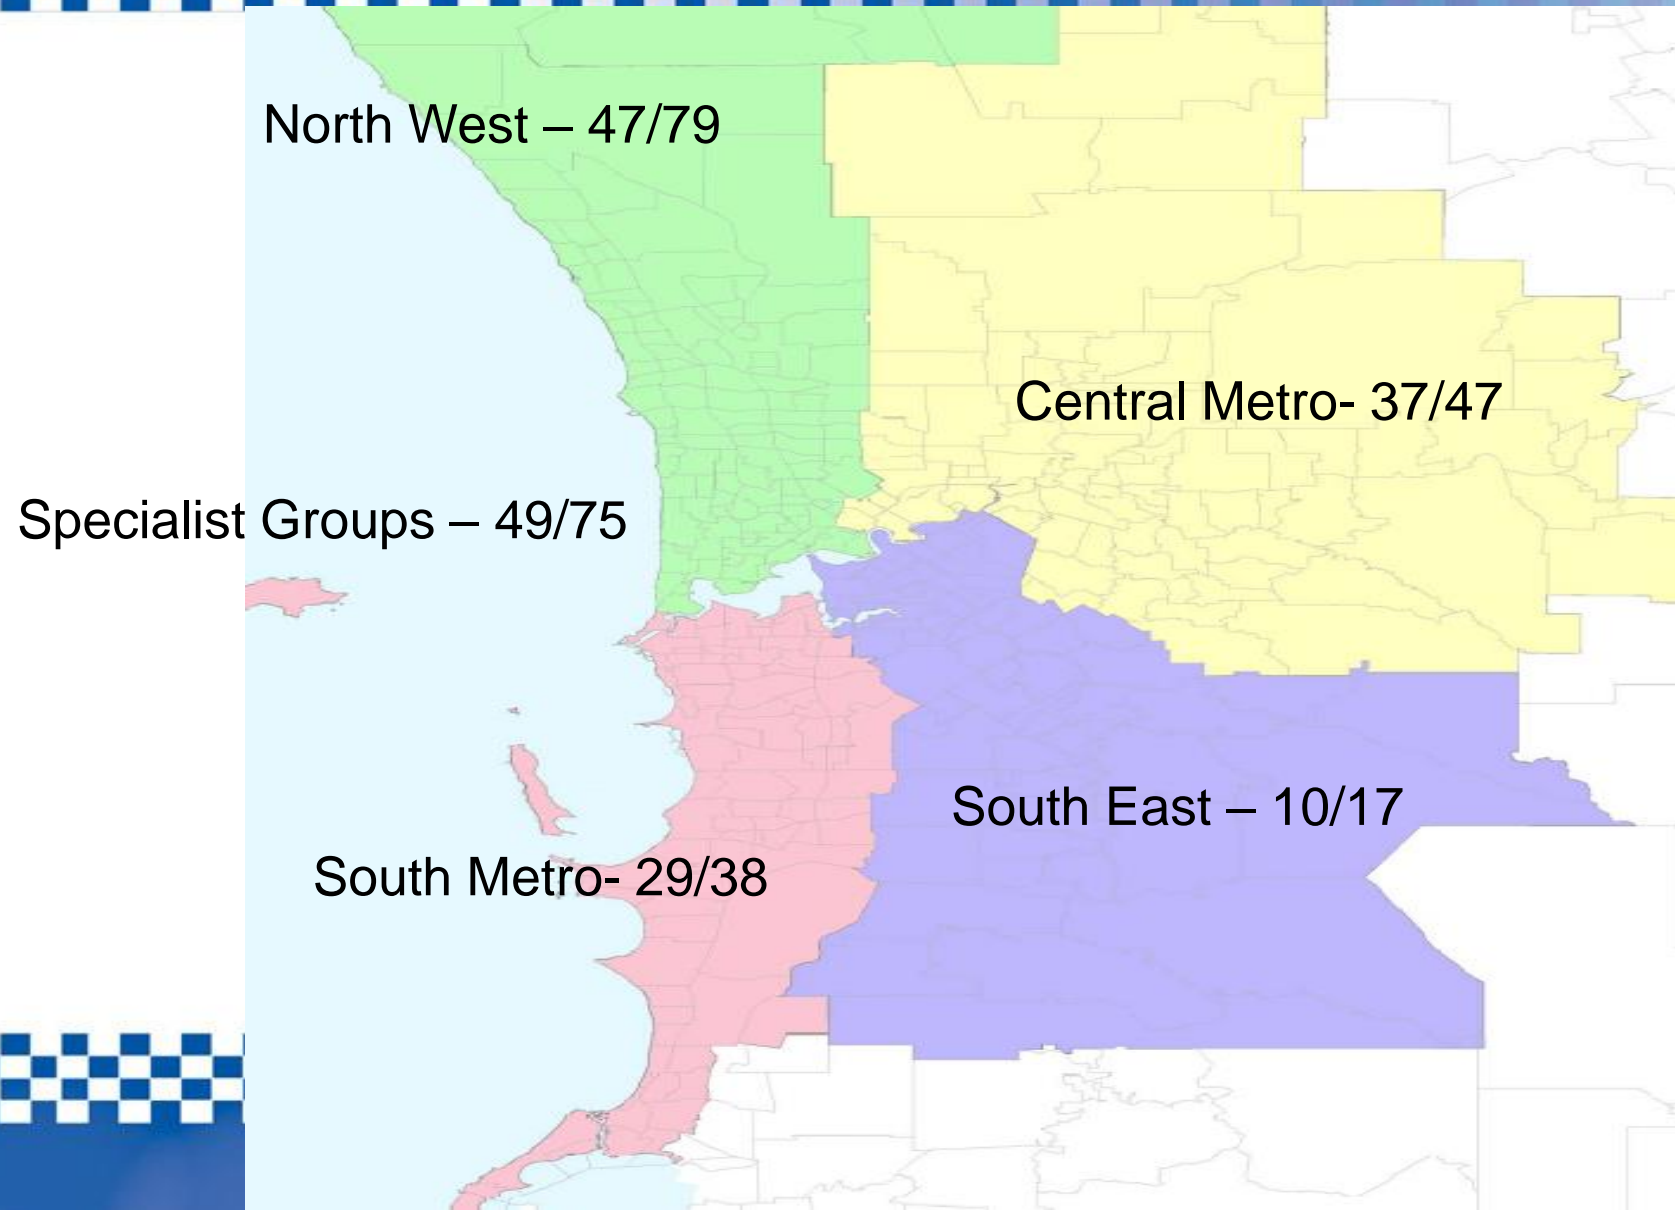 North West – 47/79
Central Metro- 37/47
Specialist Groups – 49/75
South East – 10/17
South Metro- 29/38